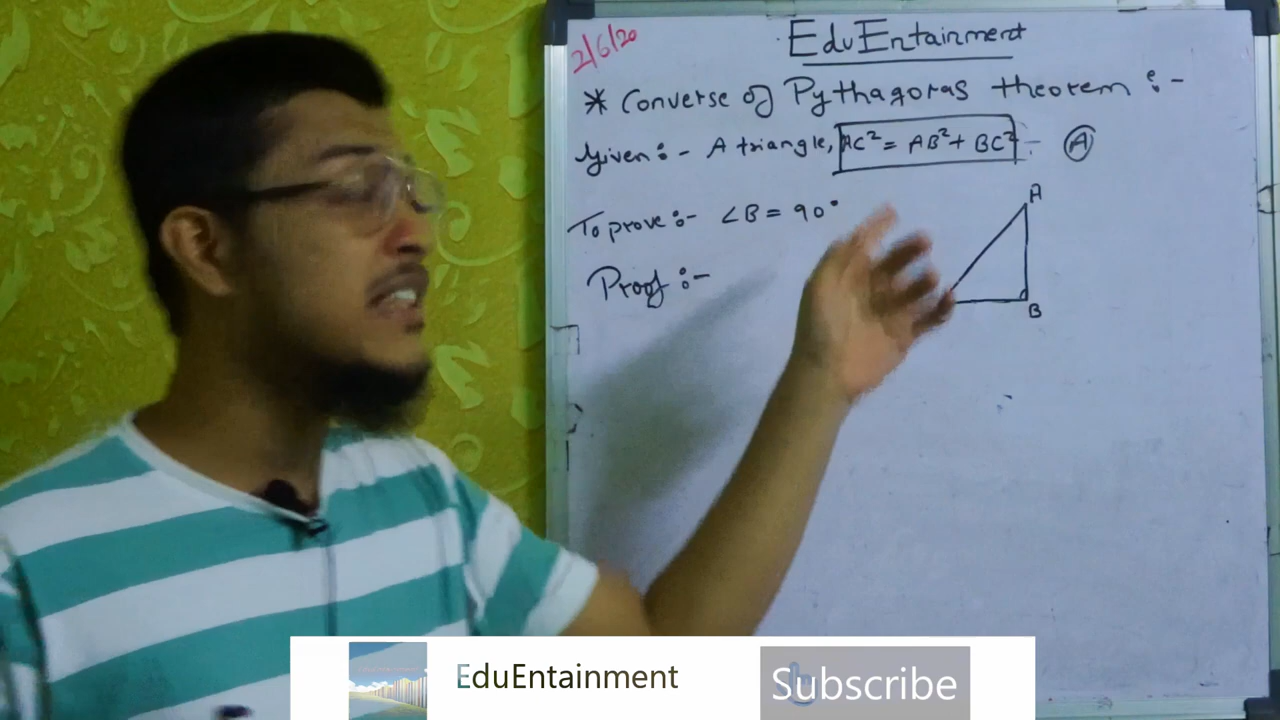 2/6/20
EduEntainment
* Converse of Pythagoras theorem :-
Given :- A triangle, AC² = AB² + BC² - Ⓐ
To prove :- ∠B = 90°
Proof :-
A
B
EduEntainment
Subscribe